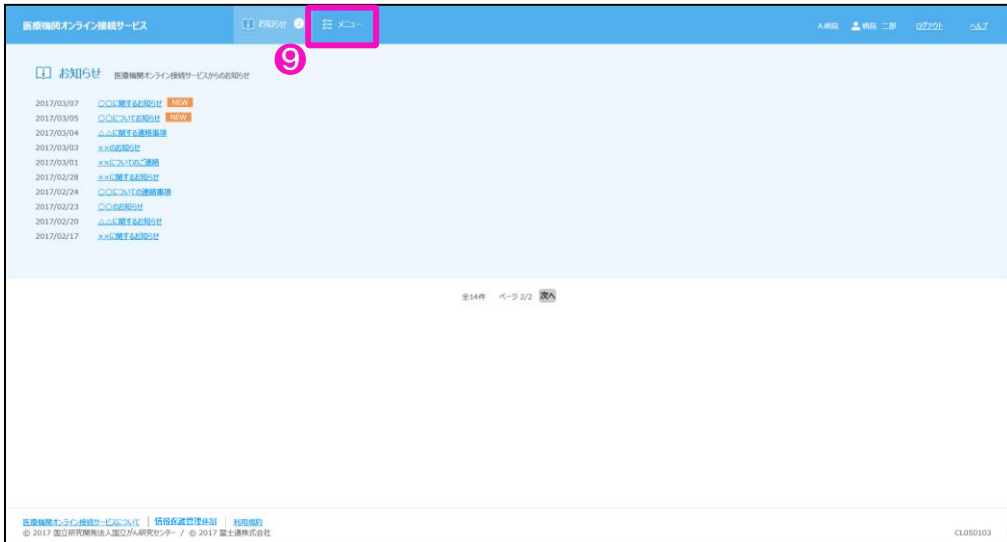 医療機関オンライン接続サービス お知らせ 2 メニュー A病院 病院 二郎 ログアウト ヘルプ
9
お知らせ 医療機関オンライン接続サービスからのお知らせ
2017/03/07 〇〇に関するお知らせ NEW
2017/03/05 〇〇についてお知らせ NEW
2017/03/04 △△に関する連絡事項
2017/03/03 ××のお知らせ
2017/03/01 ××についてのご連絡
2017/02/28 ××に関するお知らせ
2017/02/24 〇〇についての連絡事項
2017/02/23 〇〇のお知らせ
2017/02/20 △△に関するお知らせ
2017/02/17 ××に関するお知らせ
全14件 ページ 2/2 次へ
医療機関オンライン接続サービスについて | 情報保護管理体制 | 利用規約
© 2017 国立研究開発法人国立がん研究センター / © 2017 富士通株式会社 CL050103